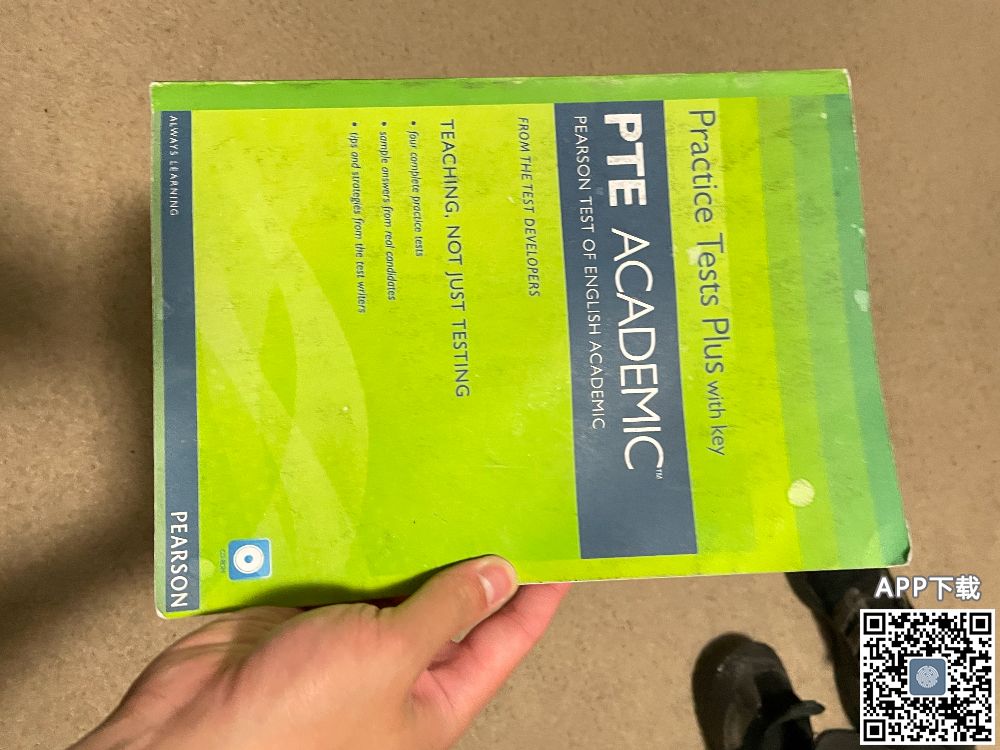 Practice Tests Plus with key
PTE ACADEMIC™
PEARSON TEST OF ENGLISH ACADEMIC
FROM THE TEST DEVELOPERS
TEACHING, NOT JUST TESTING
• four complete practice tests
• sample answers from real candidates
• tips and strategies from the test writers
CD-ROM
ALWAYS LEARNING
PEARSON
APP下载